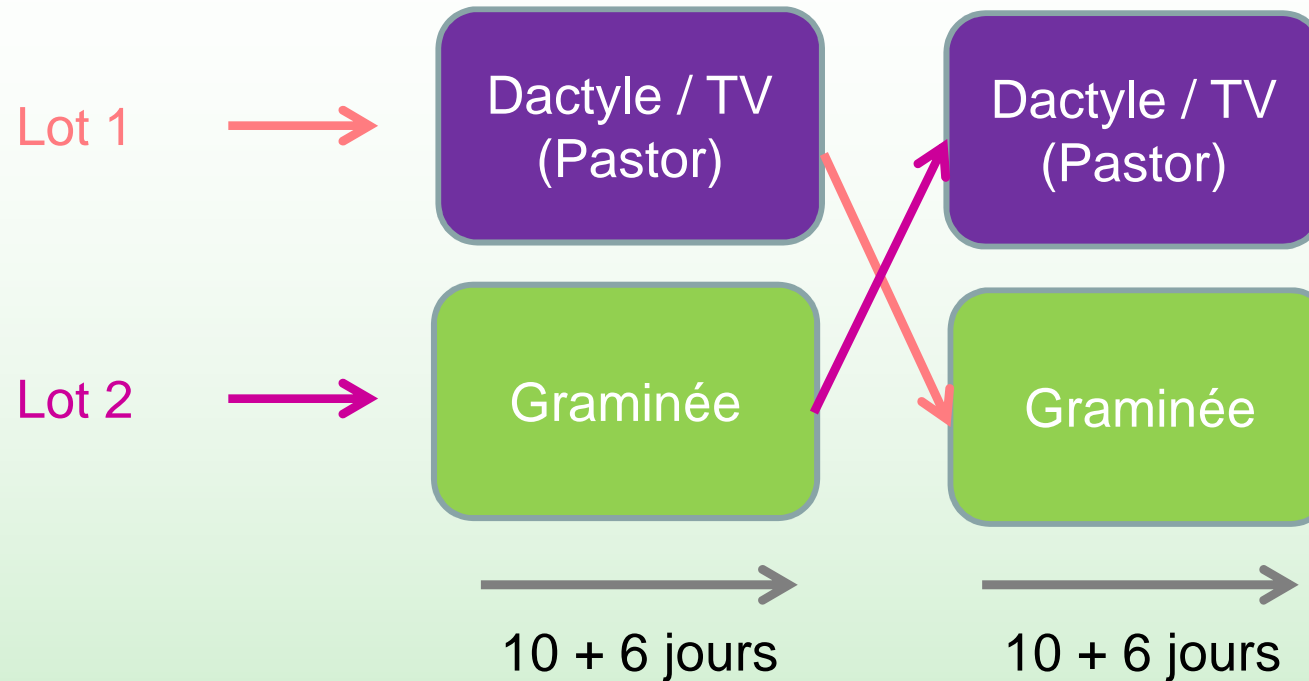 Lot 1
Dactyle / TV
(Pastor)
Dactyle / TV
(Pastor)
Lot 2
Graminée
Graminée
10 + 6 jours
10 + 6 jours